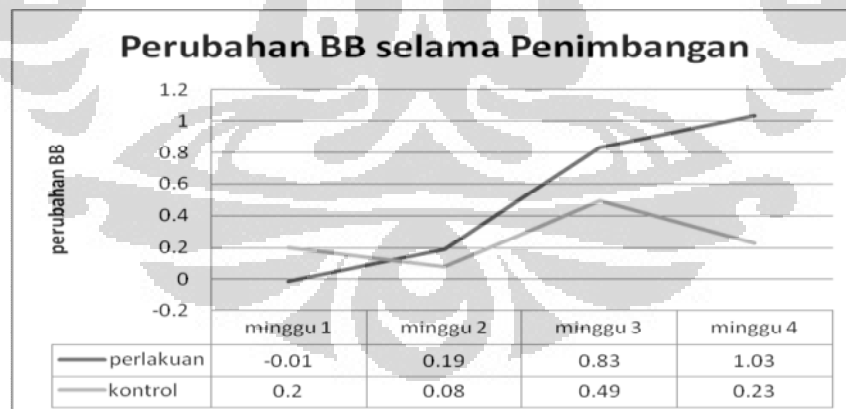 Perubahan BB selama Penimbangan
perubahan BB
1.2
1
0.8
0.6
0.4
0.2
0
-0.2
minggu 1 minggu 2 minggu 3 minggu 4
perlakuan -0.01 0.19 0.83 1.03
kontrol 0.2 0.08 0.49 0.23